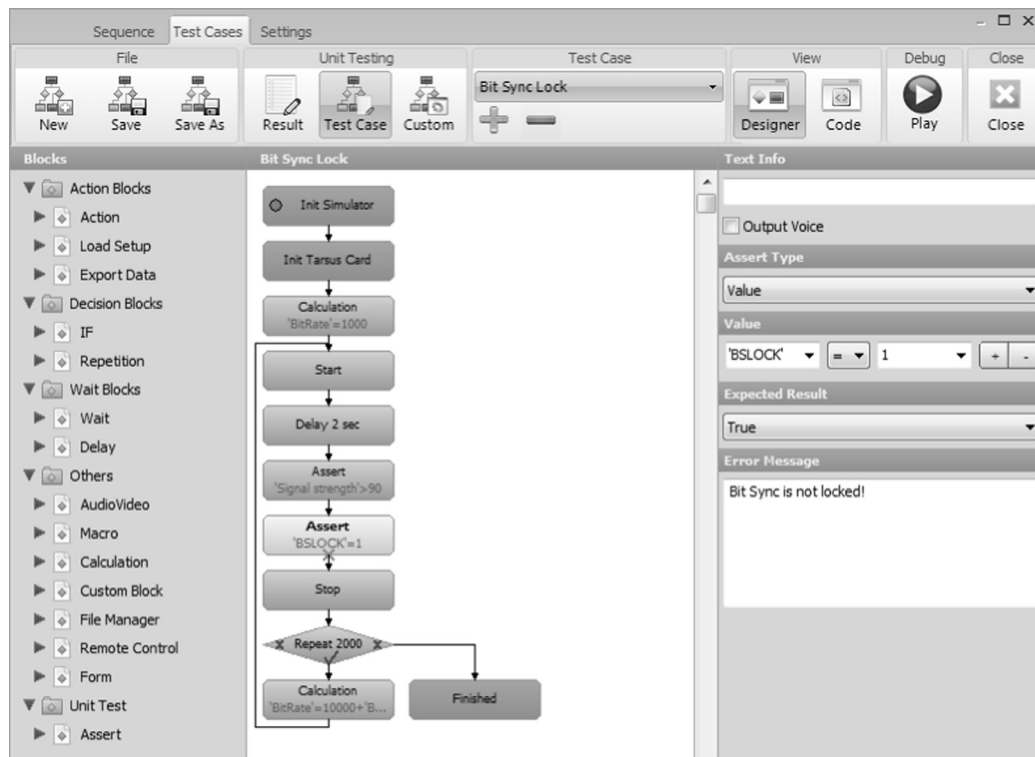 Sequence Test Cases Settings
File Unit Testing Test Case View Debug Close
Bit Sync Lock
New Save Save As Result Test Case Custom Designer Code Play Close
Blocks Bit Sync Lock Text Info
Action Blocks
Action
Load Setup
Export Data
Decision Blocks
IF
Repetition
Wait Blocks
Wait
Delay
Others
AudioVideo
Macro
Calculation
Custom Block
File Manager
Remote Control
Form
Unit Test
Assert
Init Simulator
Init Tarsus Card
Calculation
'BitRate'=1000
Start
Delay 2 sec
Assert
'Signal strength'>90
Assert
'BSLOCK'=1
Stop
Repeat 2000
Calculation
'BitRate'=10000+'B...
Finished
Output Voice
Assert Type
Value
Value
'BSLOCK' = 1 + -
Expected Result
True
Error Message
Bit Sync is not locked!